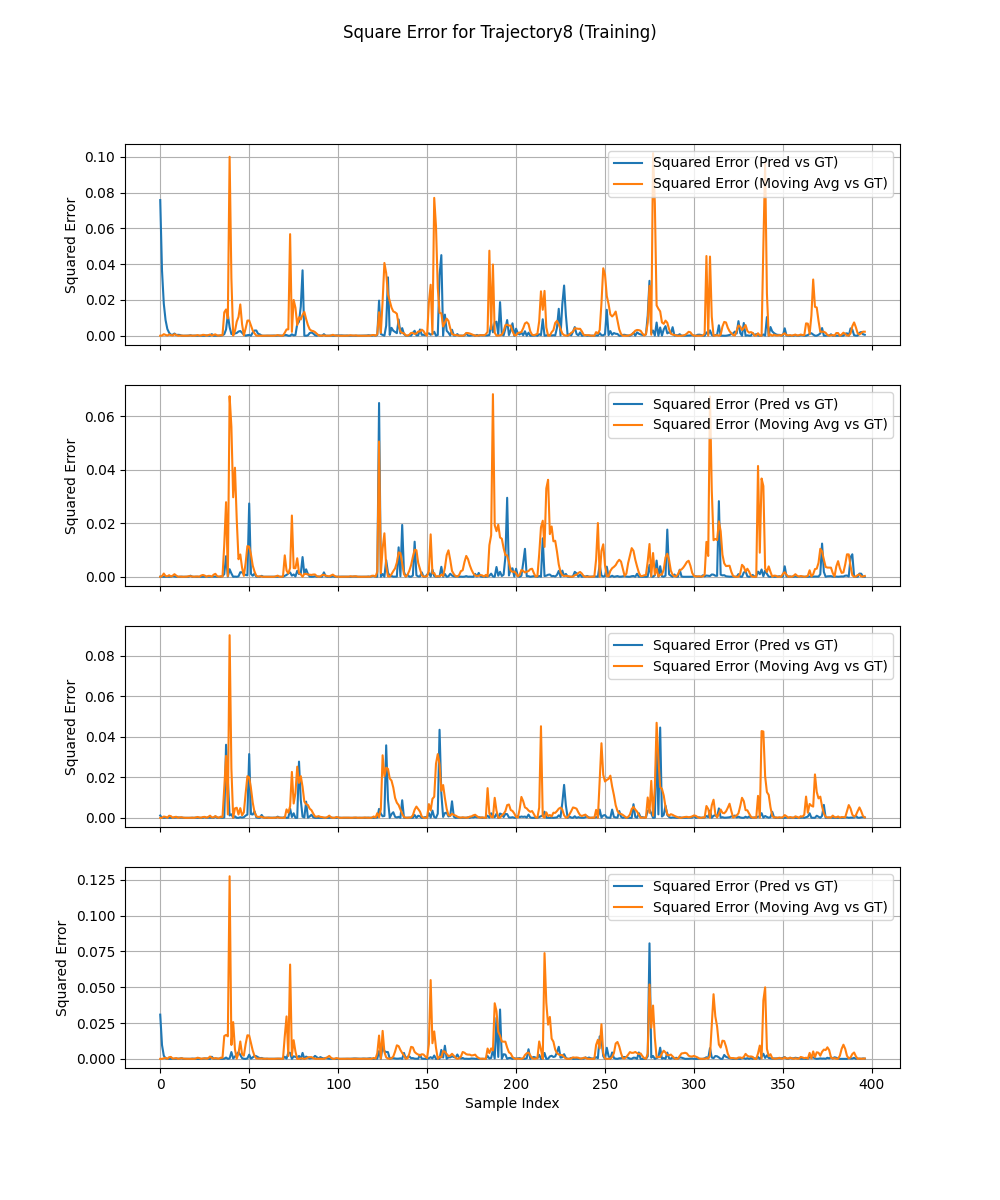 Square Error for Trajectory8 (Training)
0.10
0.08
0.06
0.04
0.02
0.00
Squared Error
Squared Error (Pred vs GT)
Squared Error (Moving Avg vs GT)
0.06
0.04
0.02
0.00
Squared Error
Squared Error (Pred vs GT)
Squared Error (Moving Avg vs GT)
0.08
0.06
0.04
0.02
0.00
Squared Error
Squared Error (Pred vs GT)
Squared Error (Moving Avg vs GT)
0.125
0.100
0.075
0.050
0.025
0.000
Squared Error
Squared Error (Pred vs GT)
Squared Error (Moving Avg vs GT)
0 50 100 150 200 250 300 350 400
Sample Index